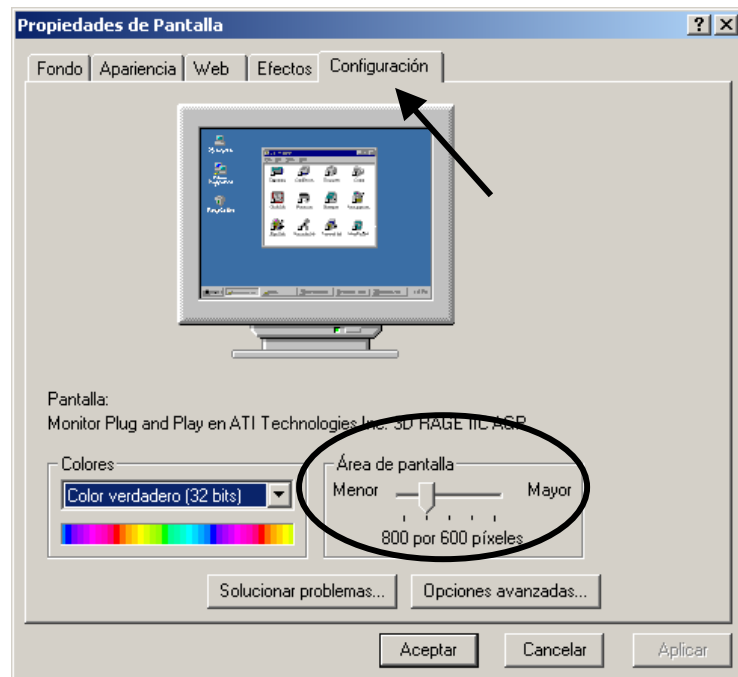 Propiedades de Pantalla
Fondo Apariencia Web Efectos Configuración
Pantalla:
Monitor Plug and Play en ATI Technologies Inc. 3D RAGE IIC AGP
Colores
Color verdadero (32 bits)
Área de pantalla
Menor Mayor
800 por 600 píxeles
Solucionar problemas... Opciones avanzadas...
Aceptar Cancelar Aplicar